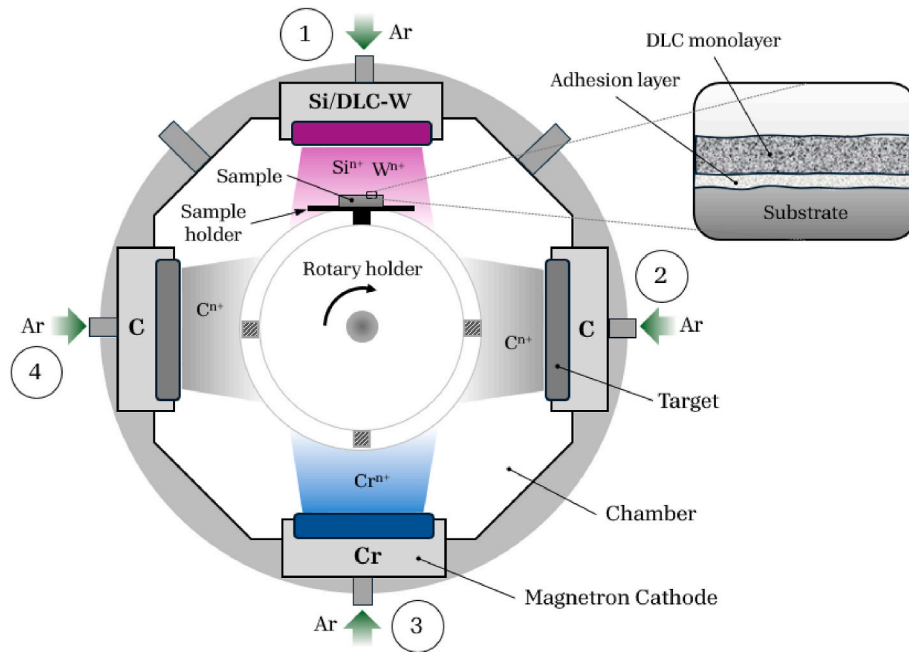 1
Ar
DLC monolayer
Adhesion layer
Si/DLC-W
Siⁿ⁺ Wⁿ⁺
Sample
Sample
holder
Substrate
Rotary holder
2
Cⁿ⁺
Ar
C
4
Cⁿ⁺
C
Ar
Target
Crⁿ⁺
Chamber
Cr
Magnetron Cathode
Ar
3